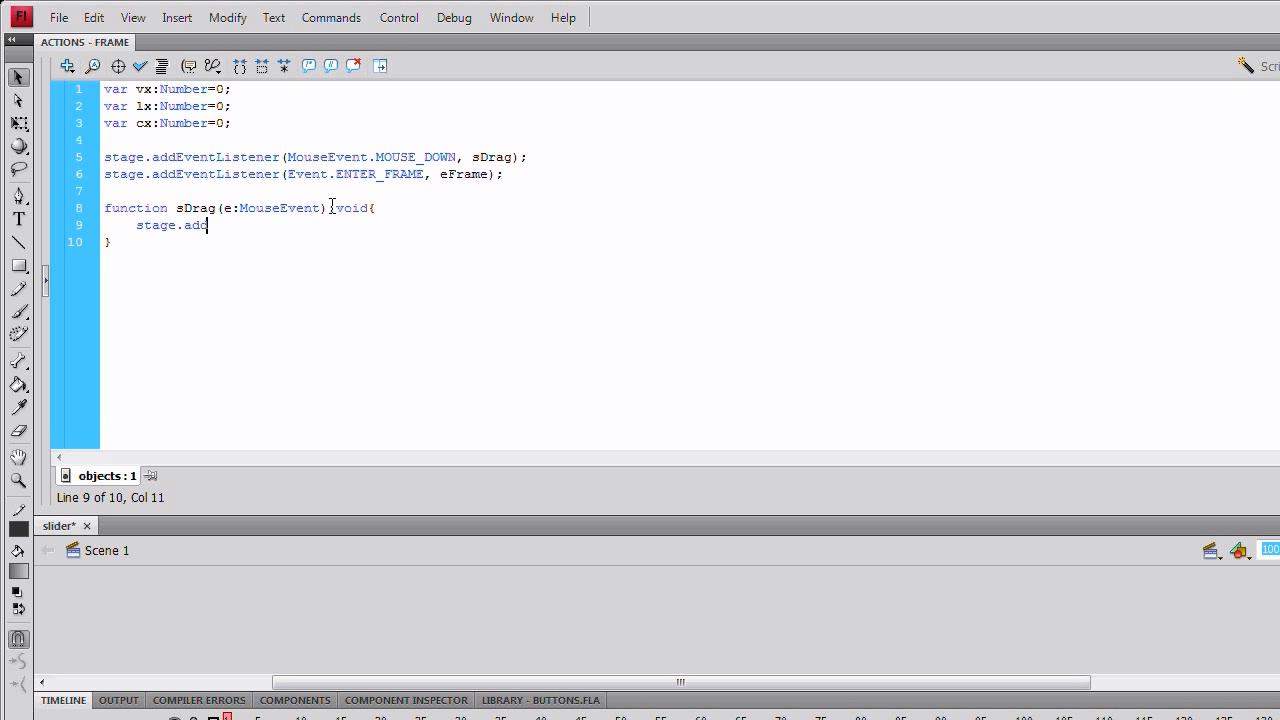 Fl File Edit View Insert Modify Text Commands Control Debug Window Help
ACTIONS - FRAME
Scri
1 var vx:Number=0;
2 var lx:Number=0;
3 var cx:Number=0;
4
5 stage.addEventListener(MouseEvent.MOUSE_DOWN, sDrag);
6 stage.addEventListener(Event.ENTER_FRAME, eFrame);
7
8 function sDrag(e:MouseEvent):void{
9 stage.add
10 }
objects : 1
Line 9 of 10, Col 11
slider*
Scene 1
100
TIMELINE OUTPUT COMPILER ERRORS COMPONENTS COMPONENT INSPECTOR LIBRARY - BUTTONS.FLA